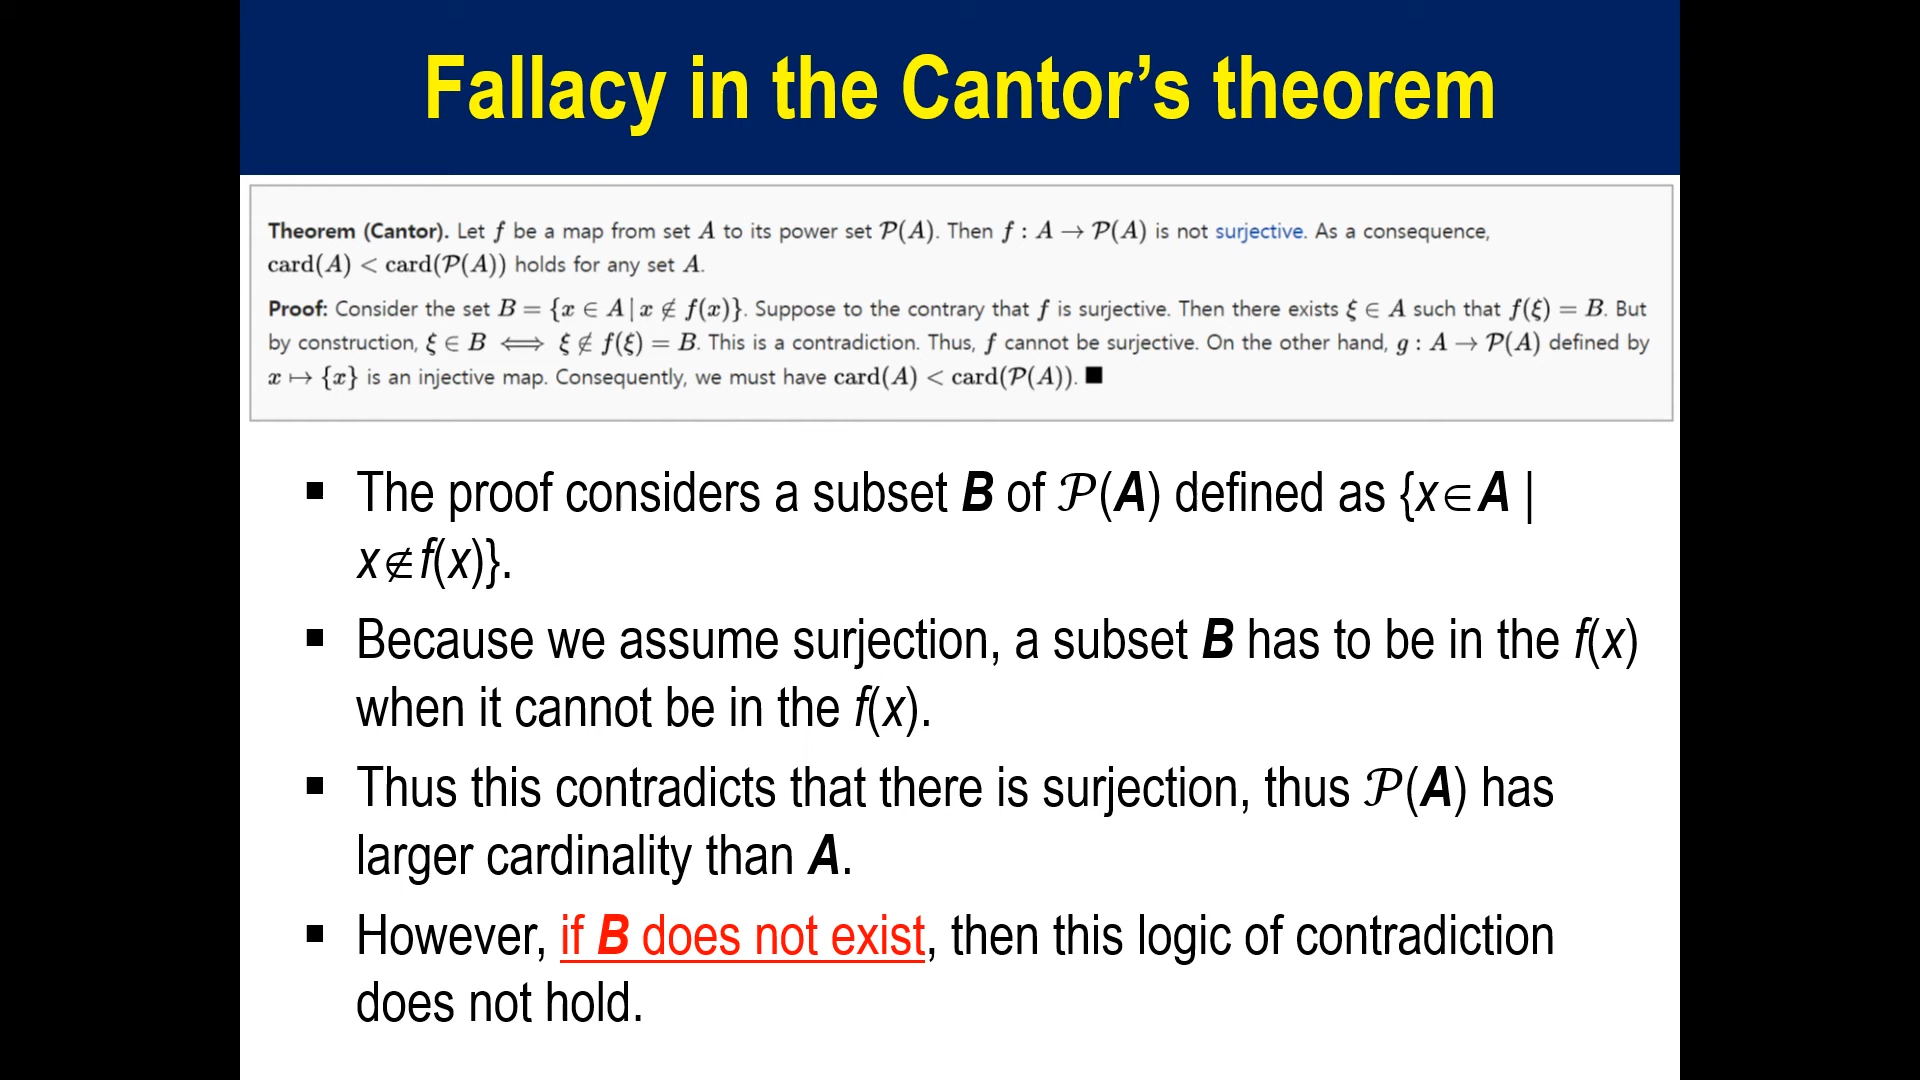 Fallacy in the Cantor’s theorem
Theorem (Cantor). Let f be a map from set A to its power set 𝒫(A). Then f : A → 𝒫(A) is not surjective. As a consequence,
card(A) < card(𝒫(A)) holds for any set A.
Proof: Consider the set B = {x ∈ A | x ∉ f(x)}. Suppose to the contrary that f is surjective. Then there exists ξ ∈ A such that f(ξ) = B. But
by construction, ξ ∈ B ⟺ ξ ∉ f(ξ) = B. This is a contradiction. Thus, f cannot be surjective. On the other hand, g : A → 𝒫(A) defined by
x ↦ {x} is an injective map. Consequently, we must have card(A) < card(𝒫(A)). ■
▪ The proof considers a subset B of 𝒫(A) defined as {x∈A |
x∉f(x)}.
▪ Because we assume surjection, a subset B has to be in the f(x)
when it cannot be in the f(x).
▪ Thus this contradicts that there is surjection, thus 𝒫(A) has
larger cardinality than A.
▪ However, if B does not exist, then this logic of contradiction
does not hold.